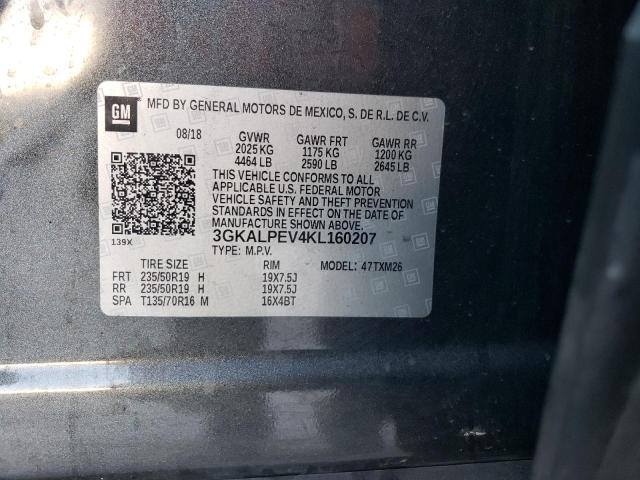 GM MFD BY GENERAL MOTORS DE MEXICO, S. DE R.L. DE C.V.
08/18 GVWR GAWR FRT GAWR RR
2025 KG 1175 KG 1200 KG
4464 LB 2590 LB 2645 LB
THIS VEHICLE CONFORMS TO ALL
APPLICABLE U.S. FEDERAL MOTOR
VEHICLE SAFETY AND THEFT PREVENTION
STANDARDS IN EFFECT ON THE DATE OF
MANUFACTURE SHOWN ABOVE.
139X 3GKALPEV4KL160207
TYPE: M.P.V. MODEL: 47TXM26
TIRE SIZE RIM
FRT 235/50R19 H 19X7.5J
RR 235/50R19 H 19X7.5J
SPA T135/70R16 M 16X4BT